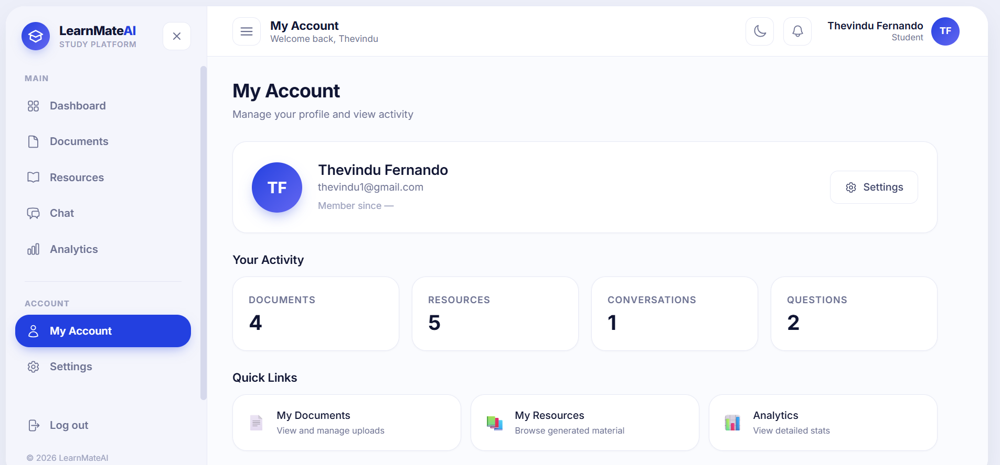 LearnMateAI
STUDY PLATFORM
MAIN
Dashboard
Documents
Resources
Chat
Analytics
ACCOUNT
My Account
Settings
Log out
© 2026 LearnMateAI
My Account
Welcome back, Thevindu
Thevindu Fernando
Student
TF
My Account
Manage your profile and view activity
TF
Thevindu Fernando
thevindu1@gmail.com
Member since —
Settings
Your Activity
DOCUMENTS
4
RESOURCES
5
CONVERSATIONS
1
QUESTIONS
2
Quick Links
My Documents
View and manage uploads
My Resources
Browse generated material
Analytics
View detailed stats